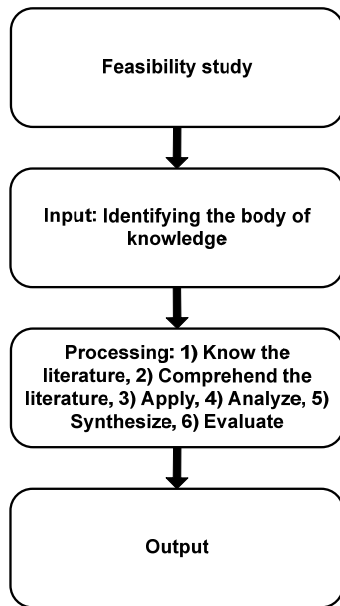 Feasibility study
Input: Identifying the body of
knowledge
Processing: 1) Know the
literature, 2) Comprehend the
literature, 3) Apply, 4) Analyze, 5)
Synthesize, 6) Evaluate
Output